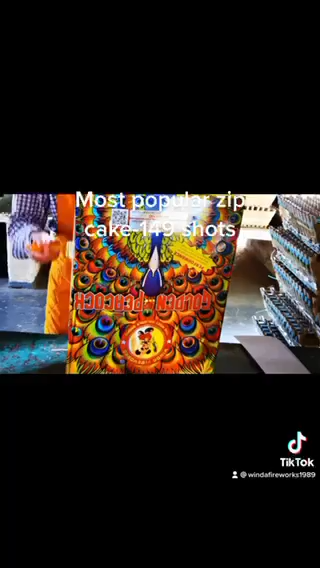 Most popular zip
cake-149 shots
GOLDEN PEACOCK
TikTok
@windafireworks1989